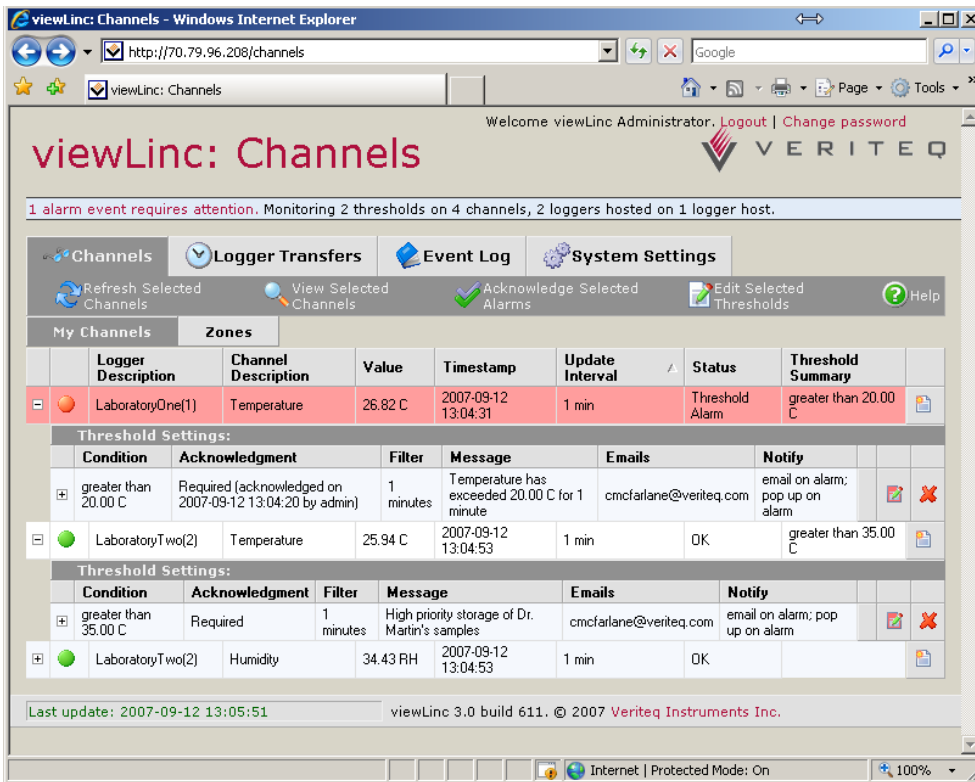 viewLinc: Channels - Windows Internet Explorer
http://70.79.96.208/channels
Google
viewLinc: Channels
Page
Tools
»
Welcome viewLinc Administrator. Logout | Change password
viewLinc: Channels
VERITEQ
1 alarm event requires attention. Monitoring 2 thresholds on 4 channels, 2 loggers hosted on 1 logger host.
Channels
Logger Transfers
Event Log
System Settings
Refresh Selected Channels
View Selected Channels
Acknowledge Selected Alarms
Edit Selected Thresholds
Help
My Channels
Zones
Logger Description Channel Description Value Timestamp Update Interval Status Threshold Summary
LaboratoryOne(1) Temperature 26.82 C 2007-09-12 13:04:31 1 min Threshold Alarm greater than 20.00 C
Threshold Settings:
Condition Acknowledgment Filter Message Emails Notify
greater than 20.00 C Required (acknowledged on 2007-09-12 13:04:20 by admin) 1 minutes Temperature has exceeded 20.00 C for 1 minute cmcfarlane@veriteq.com email on alarm; pop up on alarm
LaboratoryTwo(2) Temperature 25.94 C 2007-09-12 13:04:53 1 min OK greater than 35.00 C
Threshold Settings:
Condition Acknowledgment Filter Message Emails Notify
greater than 35.00 C Required 1 minutes High priority storage of Dr. Martin's samples cmcfarlane@veriteq.com email on alarm; pop up on alarm
LaboratoryTwo(2) Humidity 34.43 RH 2007-09-12 13:04:53 1 min OK
Last update: 2007-09-12 13:05:51
viewLinc 3.0 build 611. © 2007 Veriteq Instruments Inc.
Internet | Protected Mode: On
100%